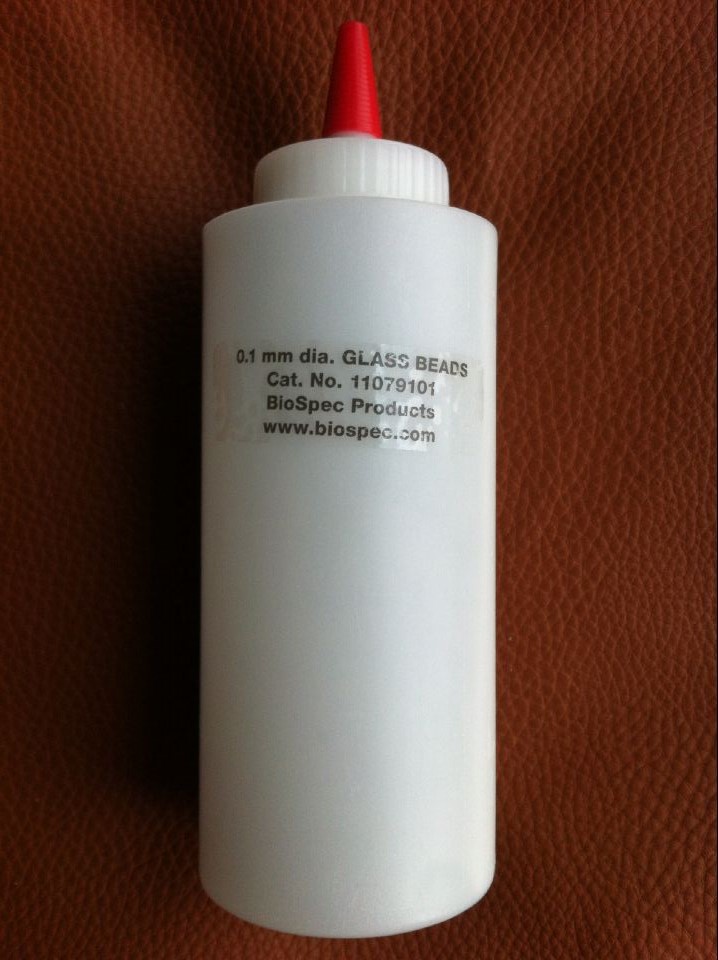 0.1 mm dia. GLASS BEADS
Cat. No. 11079101
BioSpec Products
www.biospec.com